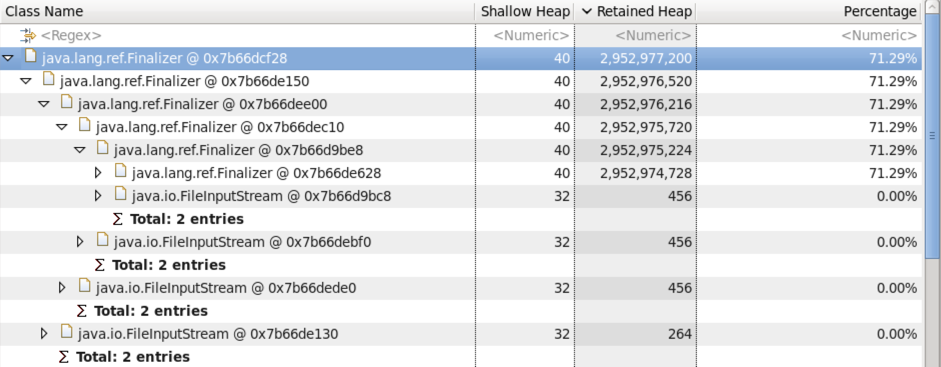 Class Name Shallow Heap Retained Heap Percentage
<Regex> <Numeric> <Numeric> <Numeric>
java.lang.ref.Finalizer @ 0x7b66dcf28 40 2,952,977,200 71.29%
java.lang.ref.Finalizer @ 0x7b66de150 40 2,952,976,520 71.29%
java.lang.ref.Finalizer @ 0x7b66dee00 40 2,952,976,216 71.29%
java.lang.ref.Finalizer @ 0x7b66dec10 40 2,952,975,720 71.29%
java.lang.ref.Finalizer @ 0x7b66d9be8 40 2,952,975,224 71.29%
java.lang.ref.Finalizer @ 0x7b66de628 40 2,952,974,728 71.29%
java.io.FileInputStream @ 0x7b66d9bc8 32 456 0.00%
Σ Total: 2 entries
java.io.FileInputStream @ 0x7b66debf0 32 456 0.00%
Σ Total: 2 entries
java.io.FileInputStream @ 0x7b66dede0 32 456 0.00%
Σ Total: 2 entries
java.io.FileInputStream @ 0x7b66de130 32 264 0.00%
Σ Total: 2 entries